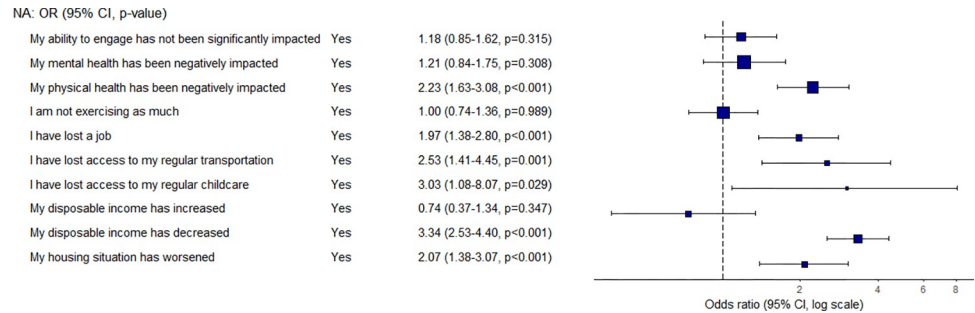 NA: OR (95% CI, p-value)
My ability to engage has not been significantly impacted Yes 1.18 (0.85-1.62, p=0.315)
My mental health has been negatively impacted Yes 1.21 (0.84-1.75, p=0.308)
My physical health has been negatively impacted Yes 2.23 (1.63-3.08, p<0.001)
I am not exercising as much Yes 1.00 (0.74-1.36, p=0.989)
I have lost a job Yes 1.97 (1.38-2.80, p<0.001)
I have lost access to my regular transportation Yes 2.53 (1.41-4.45, p=0.001)
I have lost access to my regular childcare Yes 3.03 (1.08-8.07, p=0.029)
My disposable income has increased Yes 0.74 (0.37-1.34, p=0.347)
My disposable income has decreased Yes 3.34 (2.53-4.40, p<0.001)
My housing situation has worsened Yes 2.07 (1.38-3.07, p<0.001)
2 4 6 8
Odds ratio (95% CI, log scale)